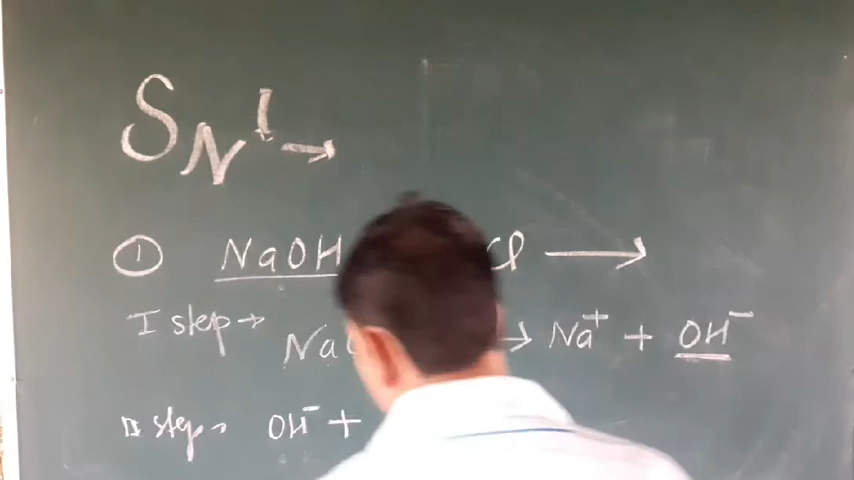 SN1 →
① NaOH Cl →
I step → Na → Na⁺ + OH⁻
II step → OH⁻ +